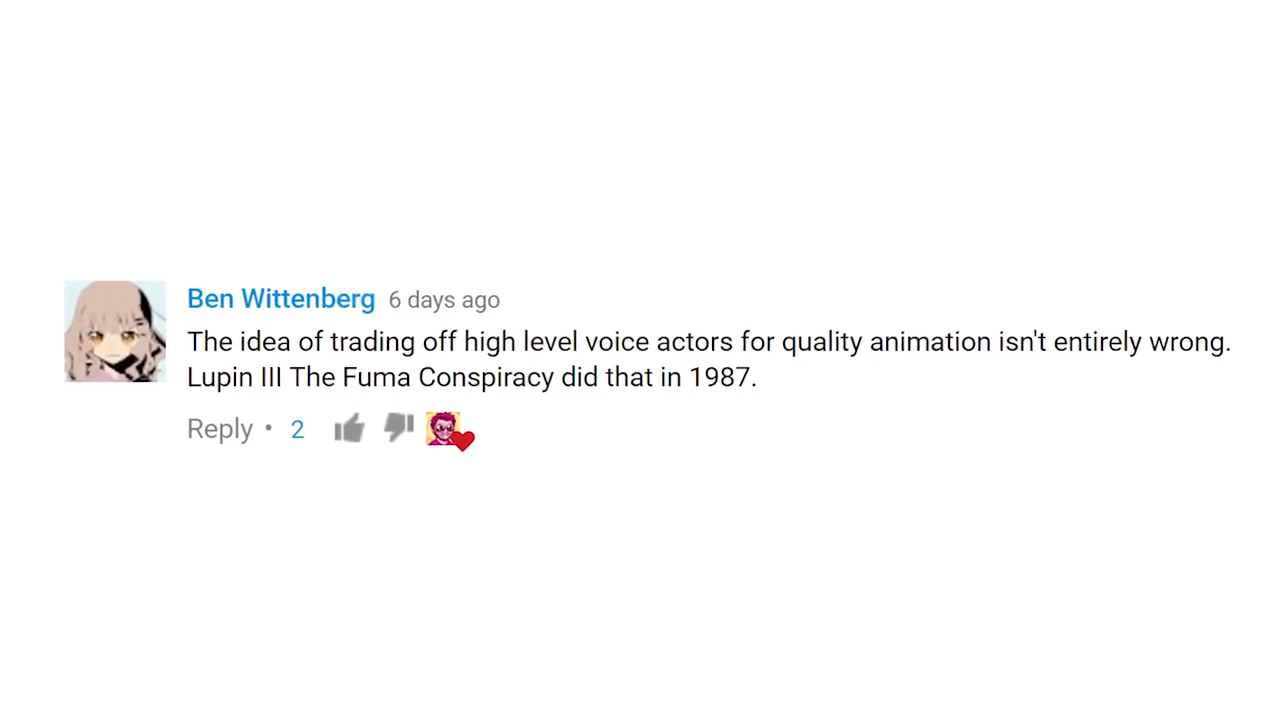 Ben Wittenberg 6 days ago
The idea of trading off high level voice actors for quality animation isn't entirely wrong.
Lupin III The Fuma Conspiracy did that in 1987.
Reply • 2